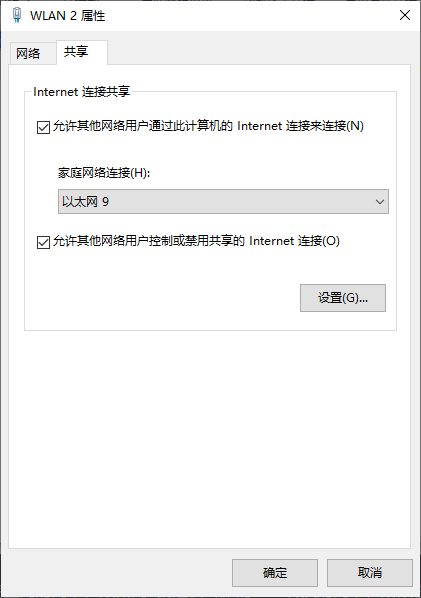 WLAN 2 属性
网络
共享
Internet 连接共享
允许其他网络用户通过此计算机的 Internet 连接来连接(N)
家庭网络连接(H):
以太网 9
允许其他网络用户控制或禁用共享的 Internet 连接(O)
设置(G)...
确定
取消